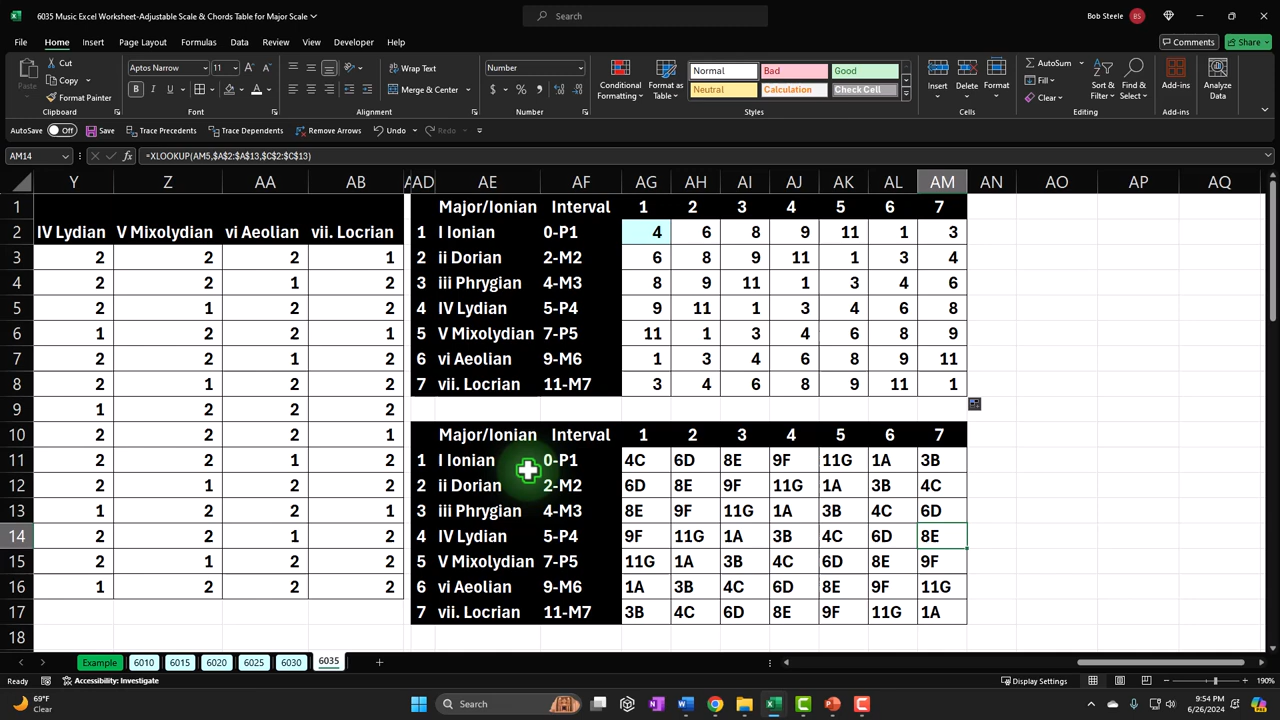 6035 Music Excel Worksheet-Adjustable Scale & Chords Table for Major Scale
Search
Bob Steele BS
File Home Insert Page Layout Formulas Data Review View Developer Help
Comments Share
Paste Cut Copy Format Painter Clipboard
Aptos Narrow 11 Font
Wrap Text Merge & Center Alignment
Number Number
Conditional Formatting Format as Table
Normal Bad Good
Neutral Calculation Check Cell
Styles
Insert Delete Format Cells
AutoSum Fill Clear Sort & Filter Find & Select Editing
Add-ins Add-ins
Analyze Data
AutoSave Off Save Trace Precedents Trace Dependents Remove Arrows Undo Redo
AM14 fx =XLOOKUP(AM5,$A$2:$A$13,$C$2:$C$13)
Y Z AA AB AD AE AF AG AH AI AJ AK AL AM AN AO AP AQ
1 Major/Ionian Interval 1 2 3 4 5 6 7
2 IV Lydian V Mixolydian vi Aeolian vii. Locrian 1 I Ionian 0-P1 4 6 8 9 11 1 3
3 2 2 2 1 2 ii Dorian 2-M2 6 8 9 11 1 3 4
4 2 2 1 2 3 iii Phrygian 4-M3 8 9 11 1 3 4 6
5 2 1 2 2 4 IV Lydian 5-P4 9 11 1 3 4 6 8
6 1 2 2 1 5 V Mixolydian 7-P5 11 1 3 4 6 8 9
7 2 2 1 2 6 vi Aeolian 9-M6 1 3 4 6 8 9 11
8 2 1 2 2 7 vii. Locrian 11-M7 3 4 6 8 9 11 1
9 1 2 2 2
10 2 2 2 1 Major/Ionian Interval 1 2 3 4 5 6 7
11 2 2 1 2 1 I Ionian 0-P1 4C 6D 8E 9F 11G 1A 3B
12 2 1 2 2 2 ii Dorian 2-M2 6D 8E 9F 11G 1A 3B 4C
13 1 2 2 1 3 iii Phrygian 4-M3 8E 9F 11G 1A 3B 4C 6D
14 2 2 1 2 4 IV Lydian 5-P4 9F 11G 1A 3B 4C 6D 8E
15 2 1 2 2 5 V Mixolydian 7-P5 11G 1A 3B 4C 6D 8E 9F
16 1 2 2 2 6 vi Aeolian 9-M6 1A 3B 4C 6D 8E 9F 11G
17 7 vii. Locrian 11-M7 3B 4C 6D 8E 9F 11G 1A
18
Example 6010 6015 6020 6025 6030 6035
Ready Accessibility: Investigate Display Settings 190%
69°F
Clear
Search
9:54 PM
6/26/2024